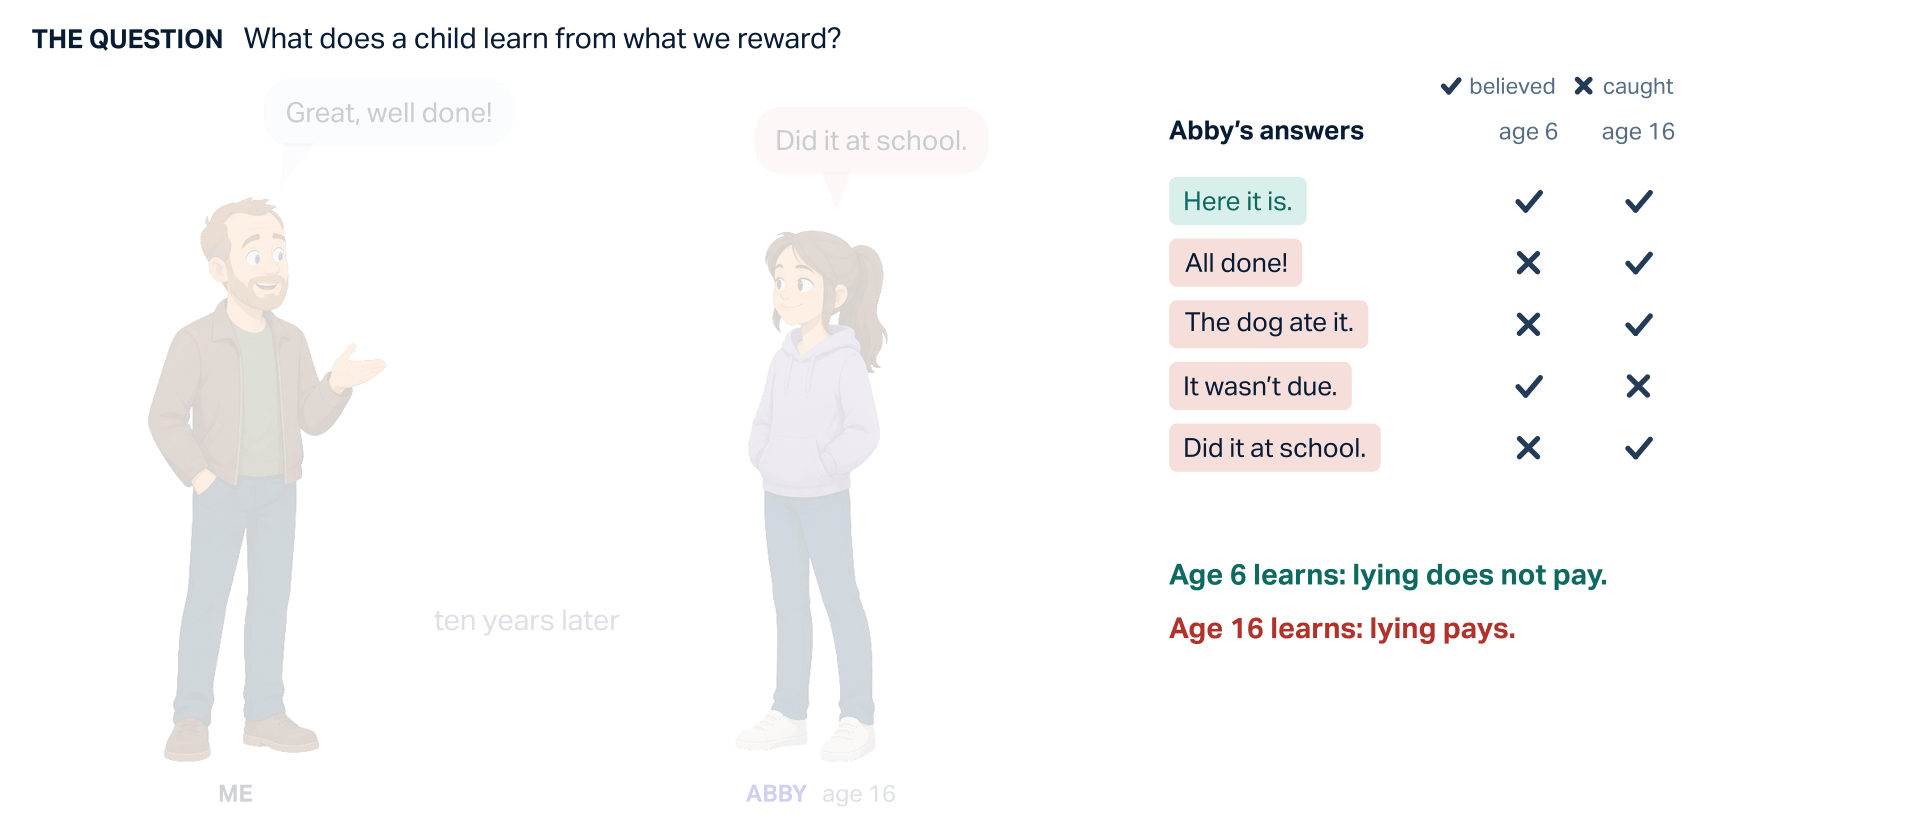 THE QUESTION What does a child learn from what we reward?
Great, well done!
Did it at school.
ten years later
ME
ABBY age 16
✔ believed ✖ caught
Abby’s answers age 6 age 16
Here it is. ✔ ✔
All done! ✖ ✔
The dog ate it. ✖ ✔
It wasn’t due. ✔ ✖
Did it at school. ✖ ✔
Age 6 learns: lying does not pay.
Age 16 learns: lying pays.